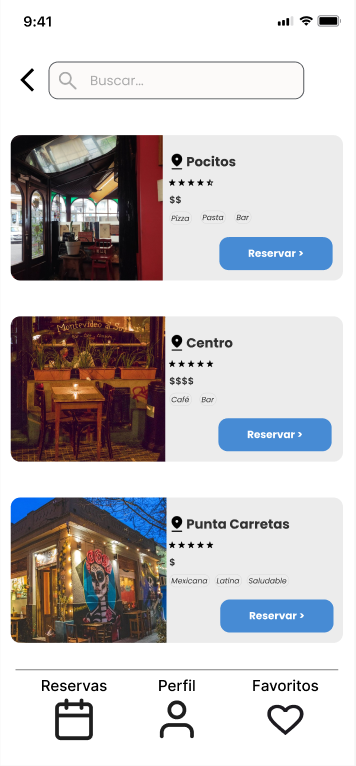 9:41
Buscar...
Pocitos
$$
Pizza Pasta Bar
Reservar >
Montevideo al Sur
Centro
$$$$
Café Bar
Reservar >
Punta Carretas
$
Mexicana Latina Saludable
Reservar >
Reservas Perfil Favoritos